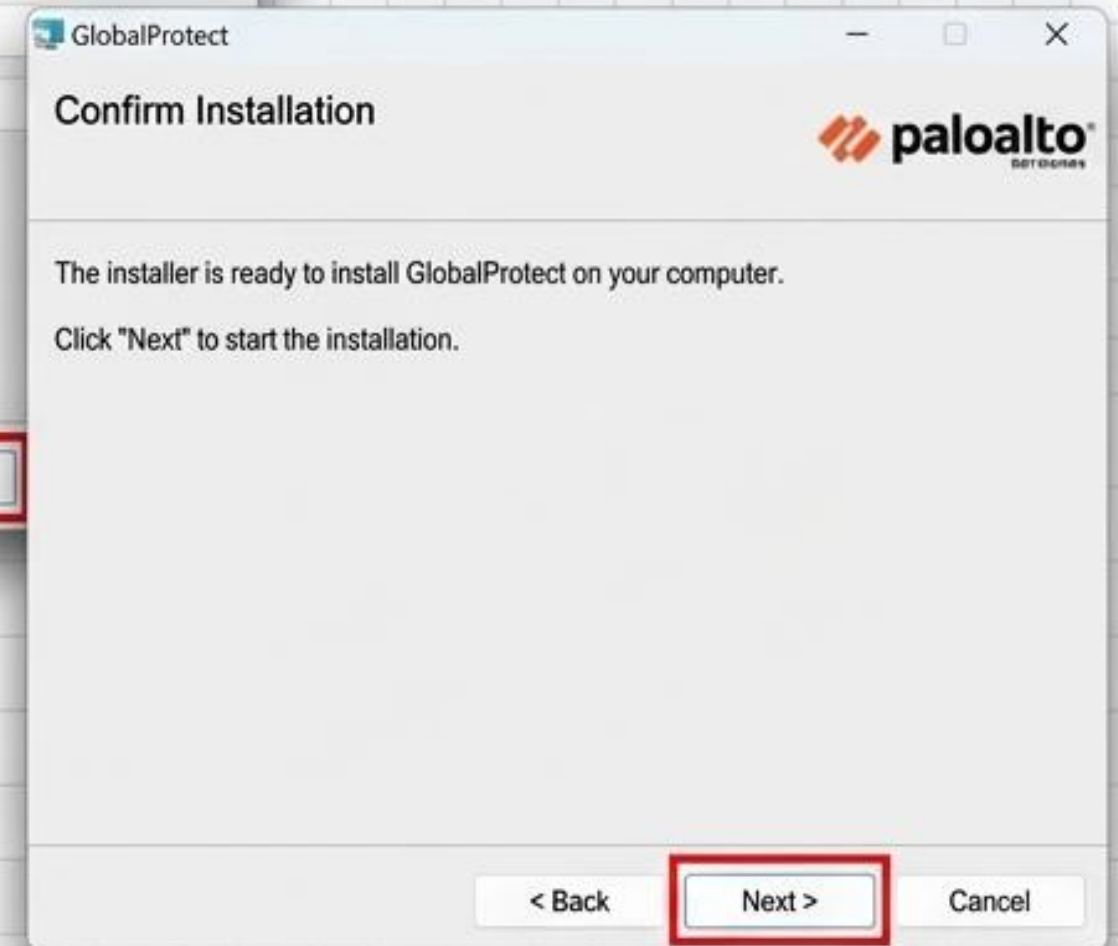 GlobalProtect
Confirm Installation
paloalto
The installer is ready to install GlobalProtect on your computer.
Click "Next" to start the installation.
< Back
Next >
Cancel